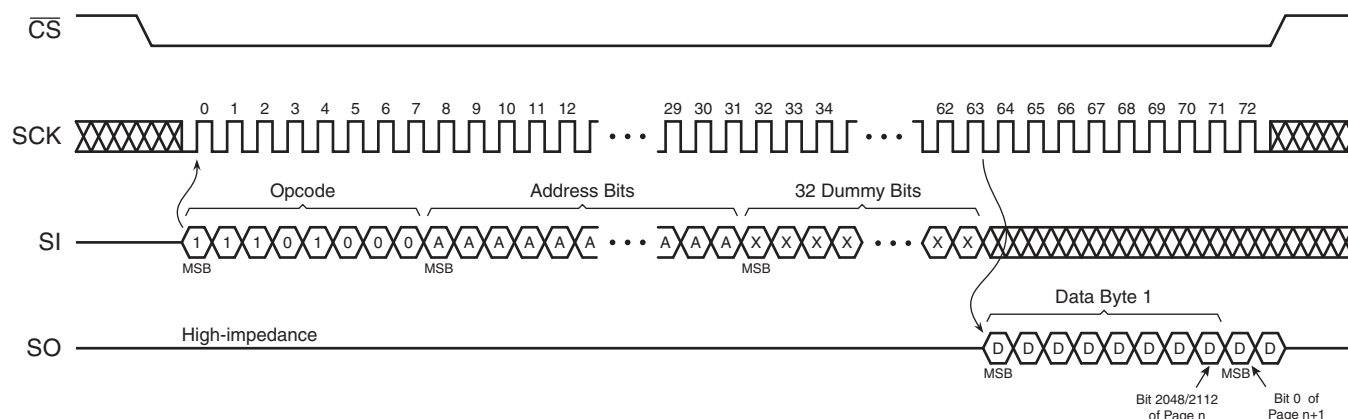 CS
SCK
0 1 2 3 4 5 6 7 8 9 10 11 12 29 30 31 32 33 34 62 63 64 65 66 67 68 69 70 71 72
Opcode Address Bits 32 Dummy Bits
SI
1 1 1 0 1 0 0 0 A A A A A A A A A X X X X X X
MSB MSB MSB
Data Byte 1
SO
High-impedance
D D D D D D D D D D
MSB MSB
Bit 2048/2112
of Page n
Bit 0 of
Page n+1